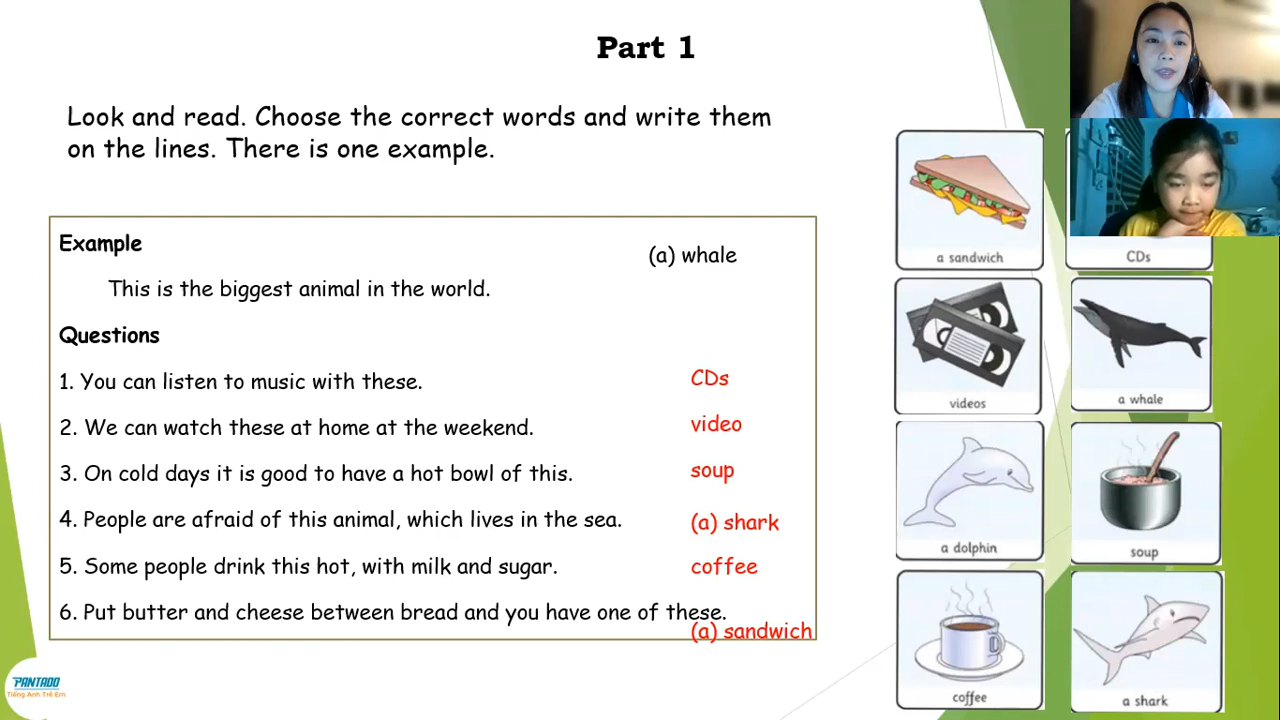 Part 1
Look and read. Choose the correct words and write them
on the lines. There is one example.
Example
(a) whale
This is the biggest animal in the world.
Questions
1. You can listen to music with these.
CDs
2. We can watch these at home at the weekend.
video
3. On cold days it is good to have a hot bowl of this.
soup
4. People are afraid of this animal, which lives in the sea.
(a) shark
5. Some people drink this hot, with milk and sugar.
coffee
6. Put butter and cheese between bread and you have one of these.
(a) sandwich
a sandwich
CDs
videos
a whale
a dolphin
soup
coffee
a shark
PANTADO
Tiếng Anh Trẻ Em